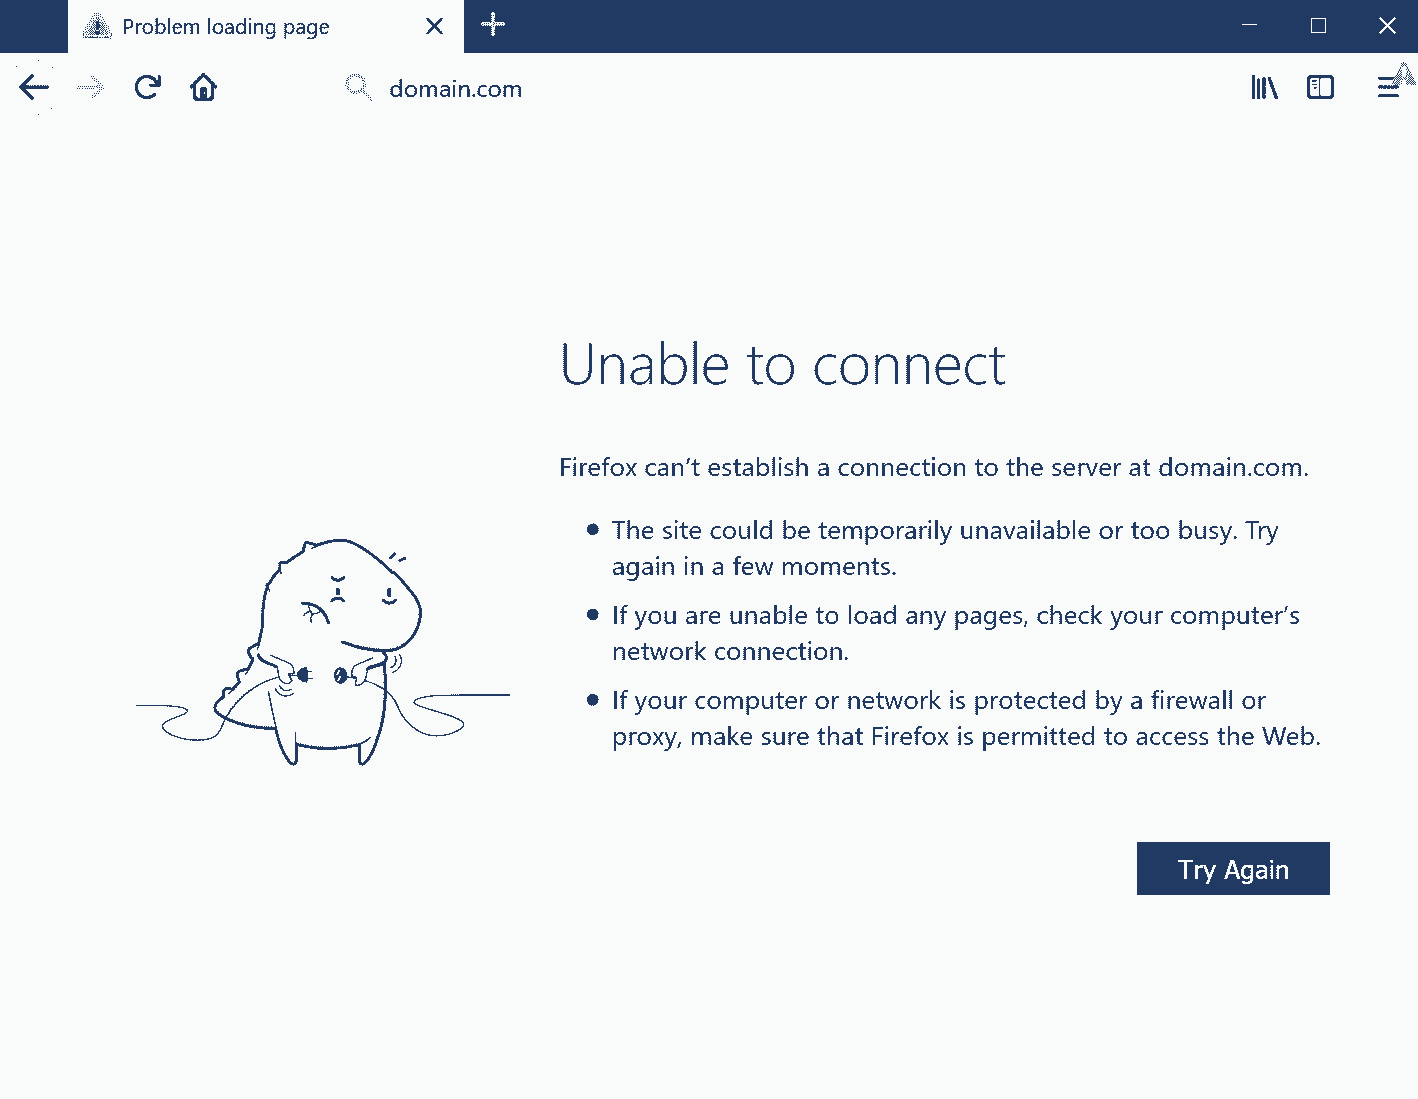 Problem loading page
domain.com
Unable to connect
Firefox can’t establish a connection to the server at domain.com.
The site could be temporarily unavailable or too busy. Try
again in a few moments.
If you are unable to load any pages, check your computer’s
network connection.
If your computer or network is protected by a firewall or
proxy, make sure that Firefox is permitted to access the Web.
Try Again